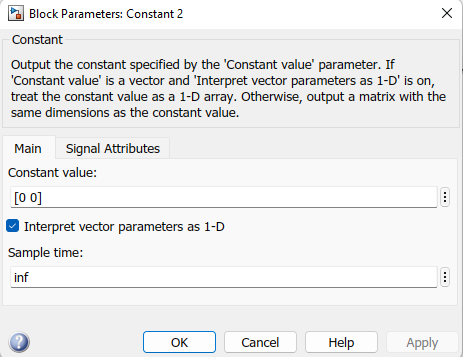 Block Parameters: Constant 2
Constant
Output the constant specified by the 'Constant value' parameter. If
'Constant value' is a vector and 'Interpret vector parameters as 1-D' is on,
treat the constant value as a 1-D array. Otherwise, output a matrix with the
same dimensions as the constant value.
Main Signal Attributes
Constant value:
[0 0]
Interpret vector parameters as 1-D
Sample time:
inf
OK Cancel Help Apply